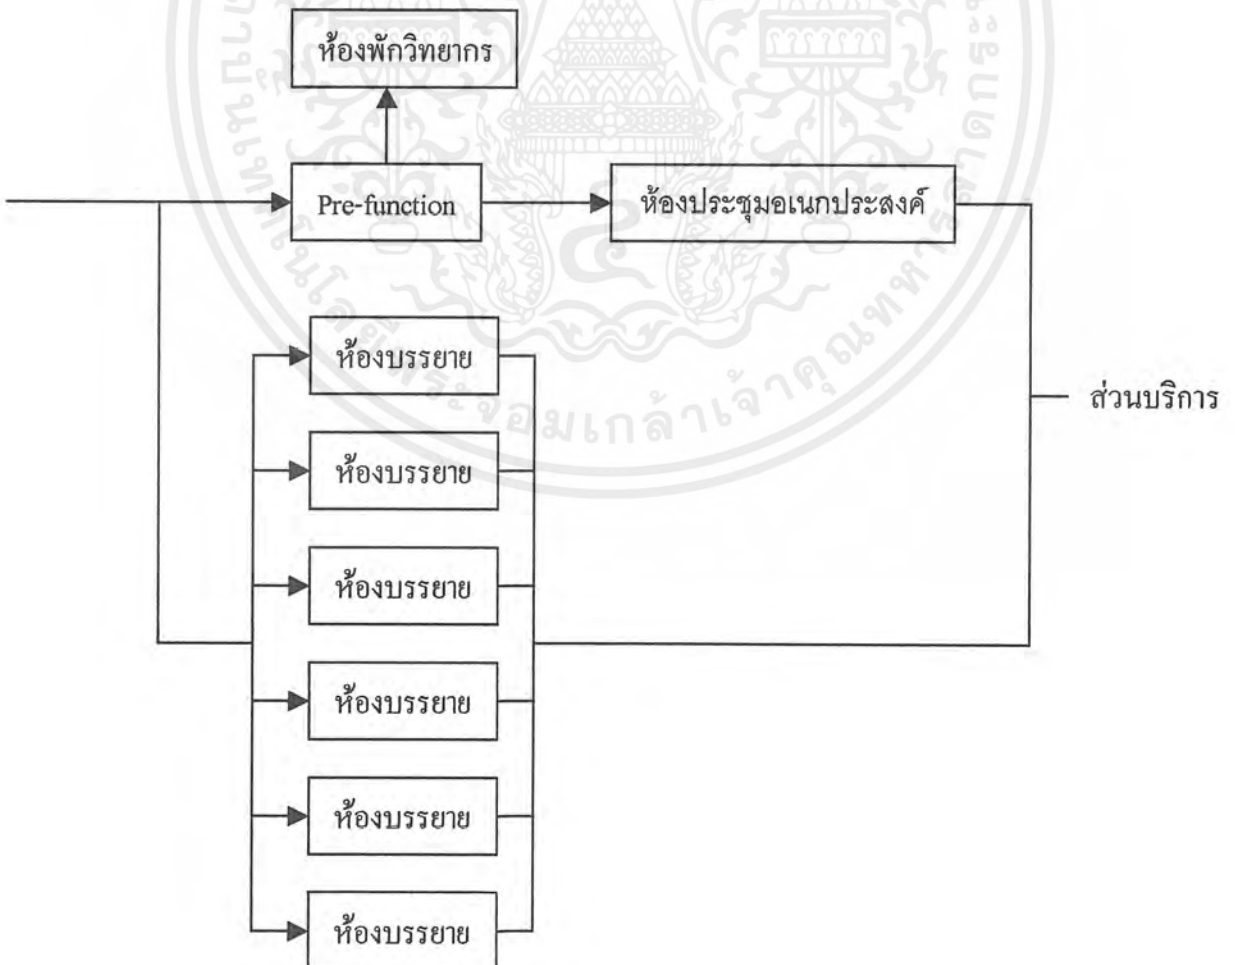 ห้องพักวิทยากร
Pre-function
ห้องประชุมอเนกประสงค์
ห้องบรรยาย
ส่วนบริการ
ห้องบรรยาย
ห้องบรรยาย
ห้องบรรยาย
ห้องบรรยาย
ห้องบรรยาย